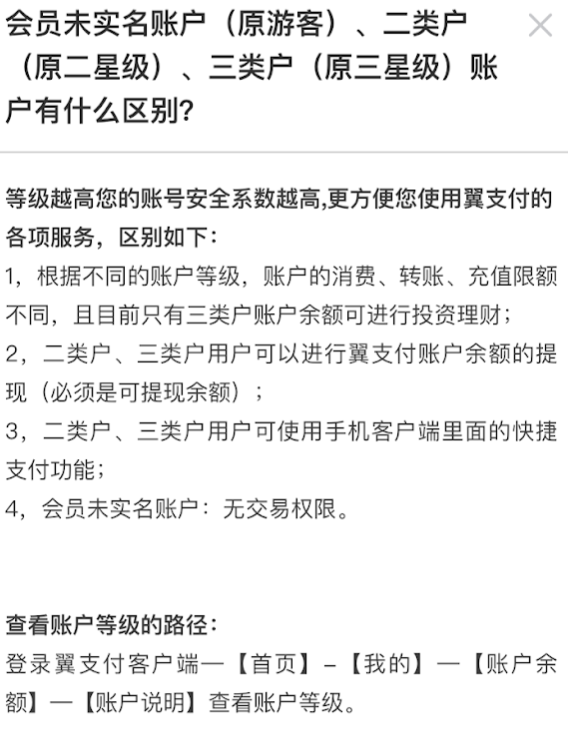 会员未实名账户（原游客）、二类户
（原二星级）、三类户（原三星级）账
户有什么区别?
等级越高您的账号安全系数越高,更方便您使用翼支付的
各项服务，区别如下：
1，根据不同的账户等级，账户的消费、转账、充值限额
不同，且目前只有三类户账户余额可进行投资理财；
2，二类户、三类户用户可以进行翼支付账户余额的提
现（必须是可提现余额）；
3，二类户、三类户用户可使用手机客户端里面的快捷
支付功能；
4，会员未实名账户：无交易权限。
查看账户等级的路径：
登录翼支付客户端—【首页】–【我的】—【账户余
额】—【账户说明】查看账户等级。